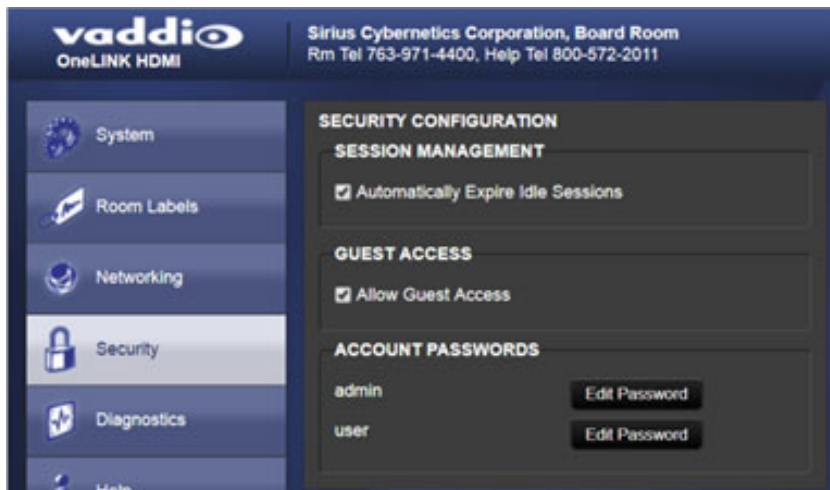 vaddio
OneLINK HDMI
Sirius Cybernetics Corporation, Board Room
Rm Tel 763-971-4400, Help Tel 800-572-2011
System
Room Labels
Networking
Security
Diagnostics
Help
SECURITY CONFIGURATION
SESSION MANAGEMENT
Automatically Expire Idle Sessions
GUEST ACCESS
Allow Guest Access
ACCOUNT PASSWORDS
admin Edit Password
user Edit Password